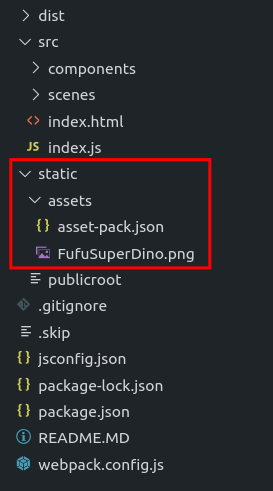 dist
src
components
scenes
index.html
JS index.js
static
assets
{} asset-pack.json
FufuSuperDino.png
publicroot
.gitignore
.skip
{} jsconfig.json
{} package-lock.json
{} package.json
README.MD
webpack.config.js